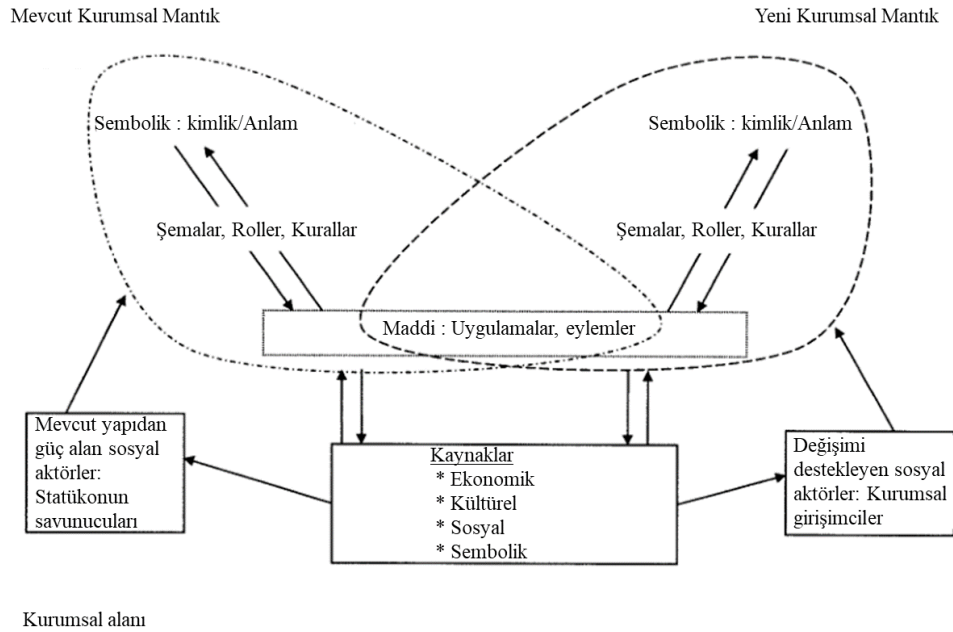 Mevcut Kurumsal Mantık
Yeni Kurumsal Mantık
Sembolik : kimlik/Anlam
Sembolik : kimlik/Anlam
Şemalar, Roller, Kurallar
Şemalar, Roller, Kurallar
Maddi : Uygulamalar, eylemler
Mevcut yapıdan
güç alan sosyal
aktörler:
Statükonun
savunucuları
Kaynaklar
* Ekonomik
* Kültürel
* Sosyal
* Sembolik
Değişimi
destekleyen sosyal
aktörler: Kurumsal
girişimciler
Kurumsal alanı